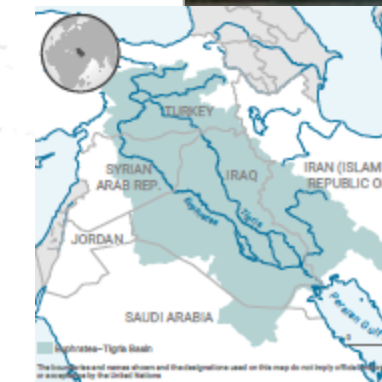 TURKEY
SYRIAN
ARAB REP.
IRAQ
IRAN (ISLAM
REPUBLIC O
Euphrates
Tigris
JORDAN
SAUDI ARABIA
Persian Gulf
Euphrates–Tigris Basin
The boundaries and names shown and the designations used on this map do not imply official
or acceptance by the United Nations